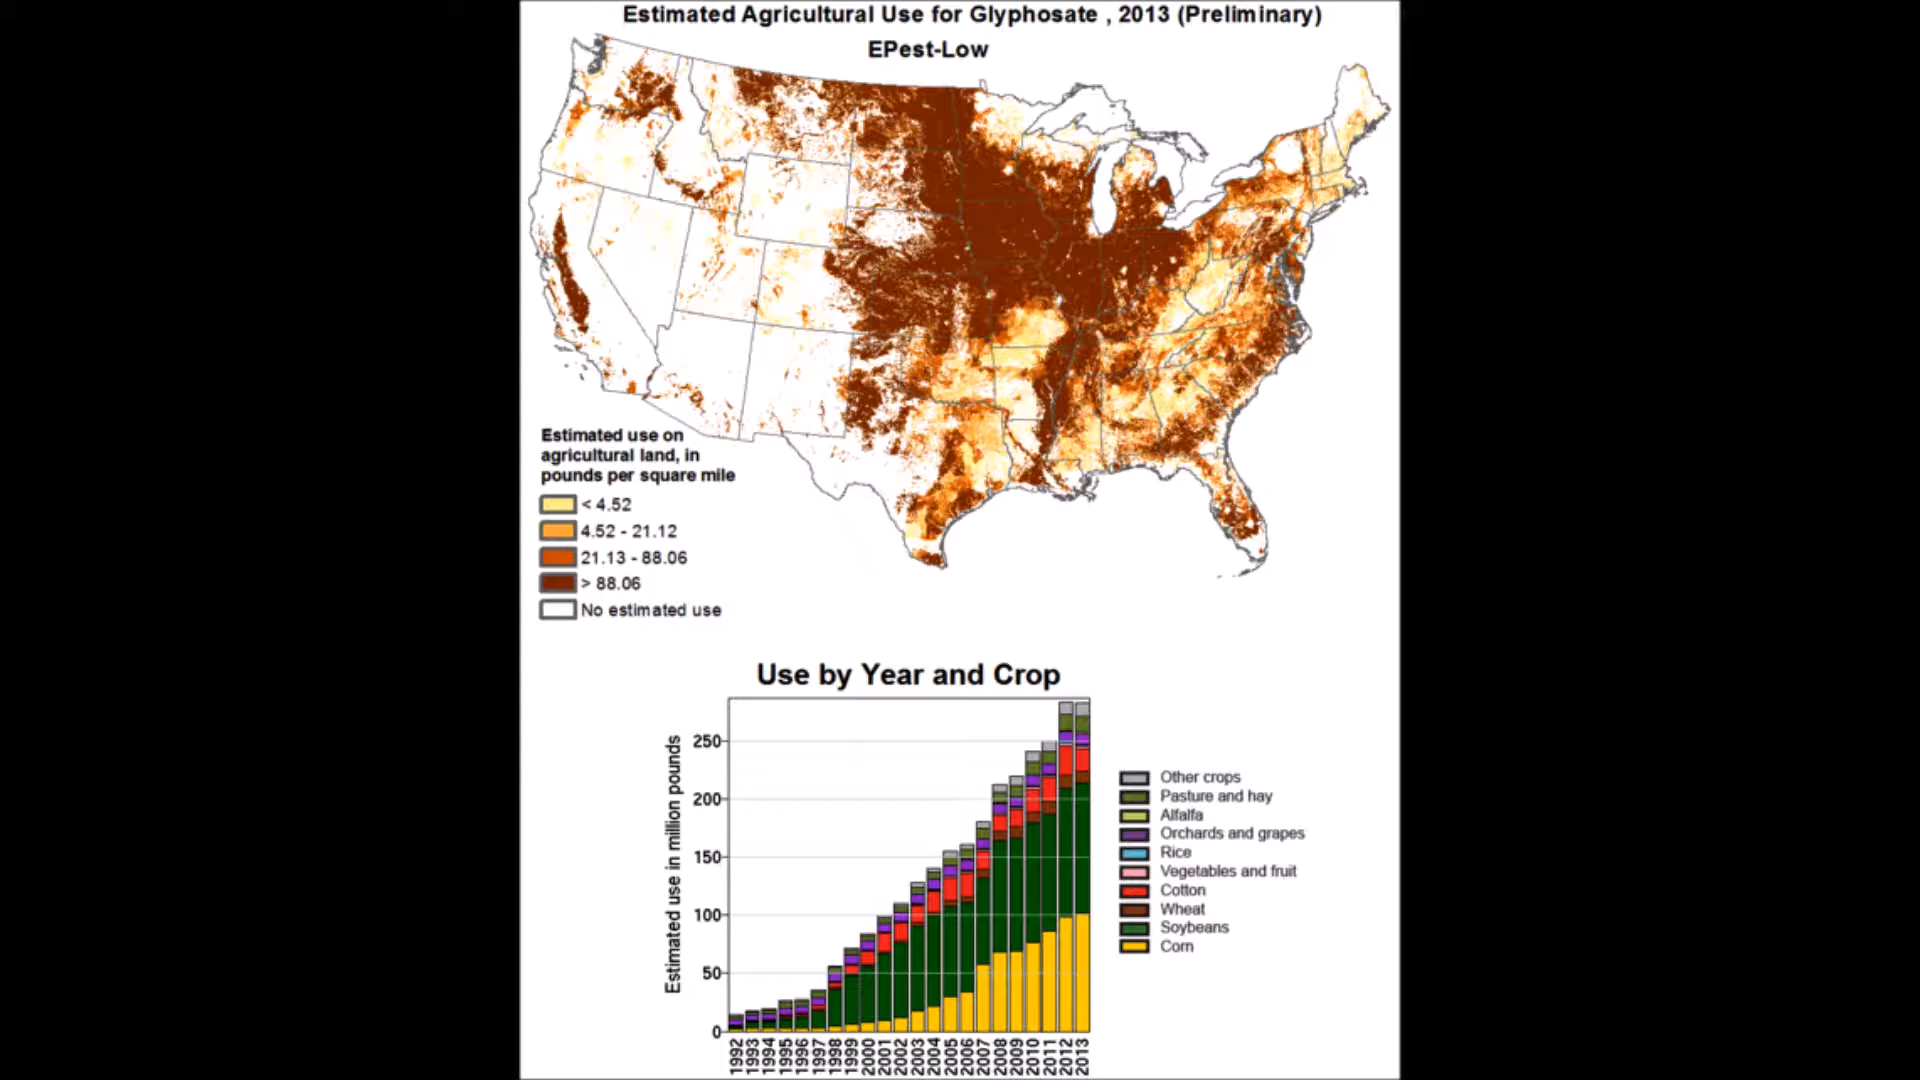 Estimated Agricultural Use for Glyphosate , 2013 (Preliminary)
EPest-Low
Estimated use on
agricultural land, in
pounds per square mile
< 4.52
4.52 - 21.12
21.13 - 88.06
> 88.06
No estimated use
Use by Year and Crop
Estimated use in million pounds
250
200
150
100
50
0
1992
1993
1994
1995
1996
1997
1998
1999
2000
2001
2002
2003
2004
2005
2006
2007
2008
2009
2010
2011
2012
2013
Other crops
Pasture and hay
Alfalfa
Orchards and grapes
Rice
Vegetables and fruit
Cotton
Wheat
Soybeans
Corn